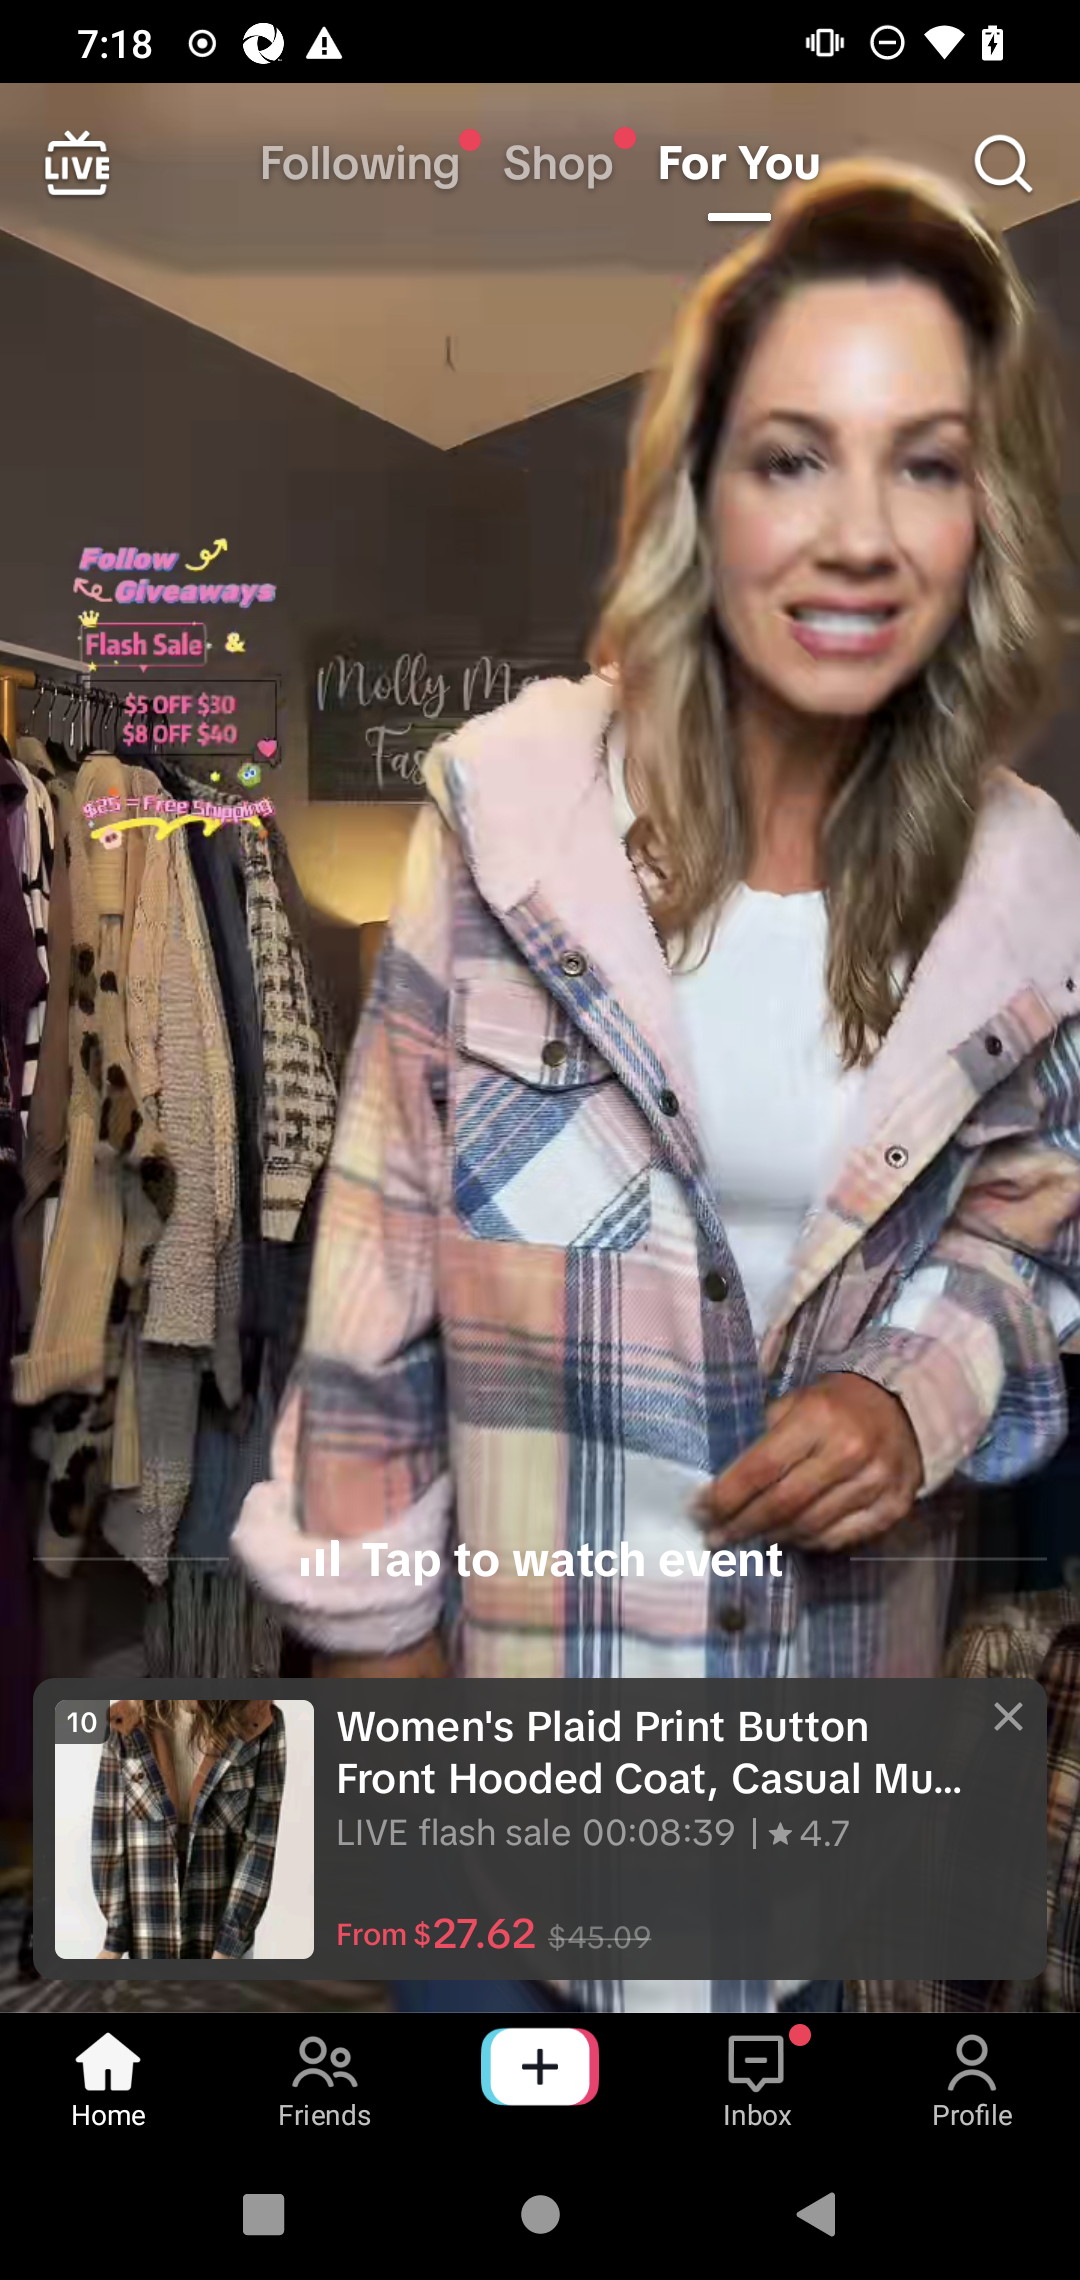 7:18
LIVE
Following
Shop
For You
Follow
Giveaways
Flash Sale &
$5 OFF $30
$8 OFF $40
$25 = Free Shipping
Molly
Tap to watch event
10
Women's Plaid Print Button
Front Hooded Coat, Casual Mu...
LIVE flash sale 00:08:39 | ★ 4.7
From $27.62 $45.09
Home
Friends
Inbox
Profile